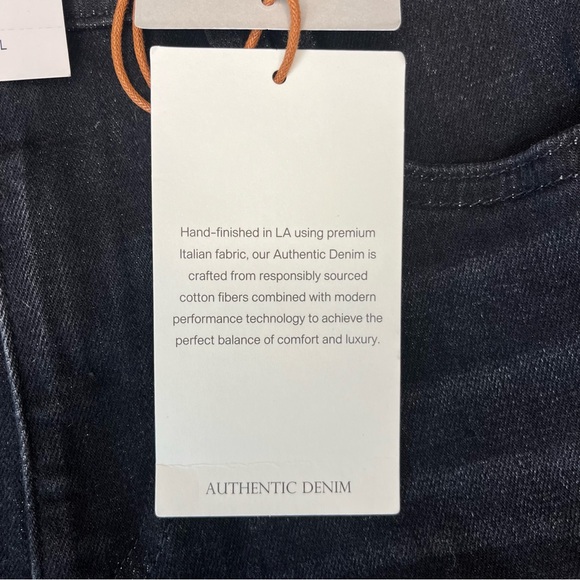 L
Hand-finished in LA using premium
Italian fabric, our Authentic Denim is
crafted from responsibly sourced
cotton fibers combined with modern
performance technology to achieve the
perfect balance of comfort and luxury.
AUTHENTIC DENIM